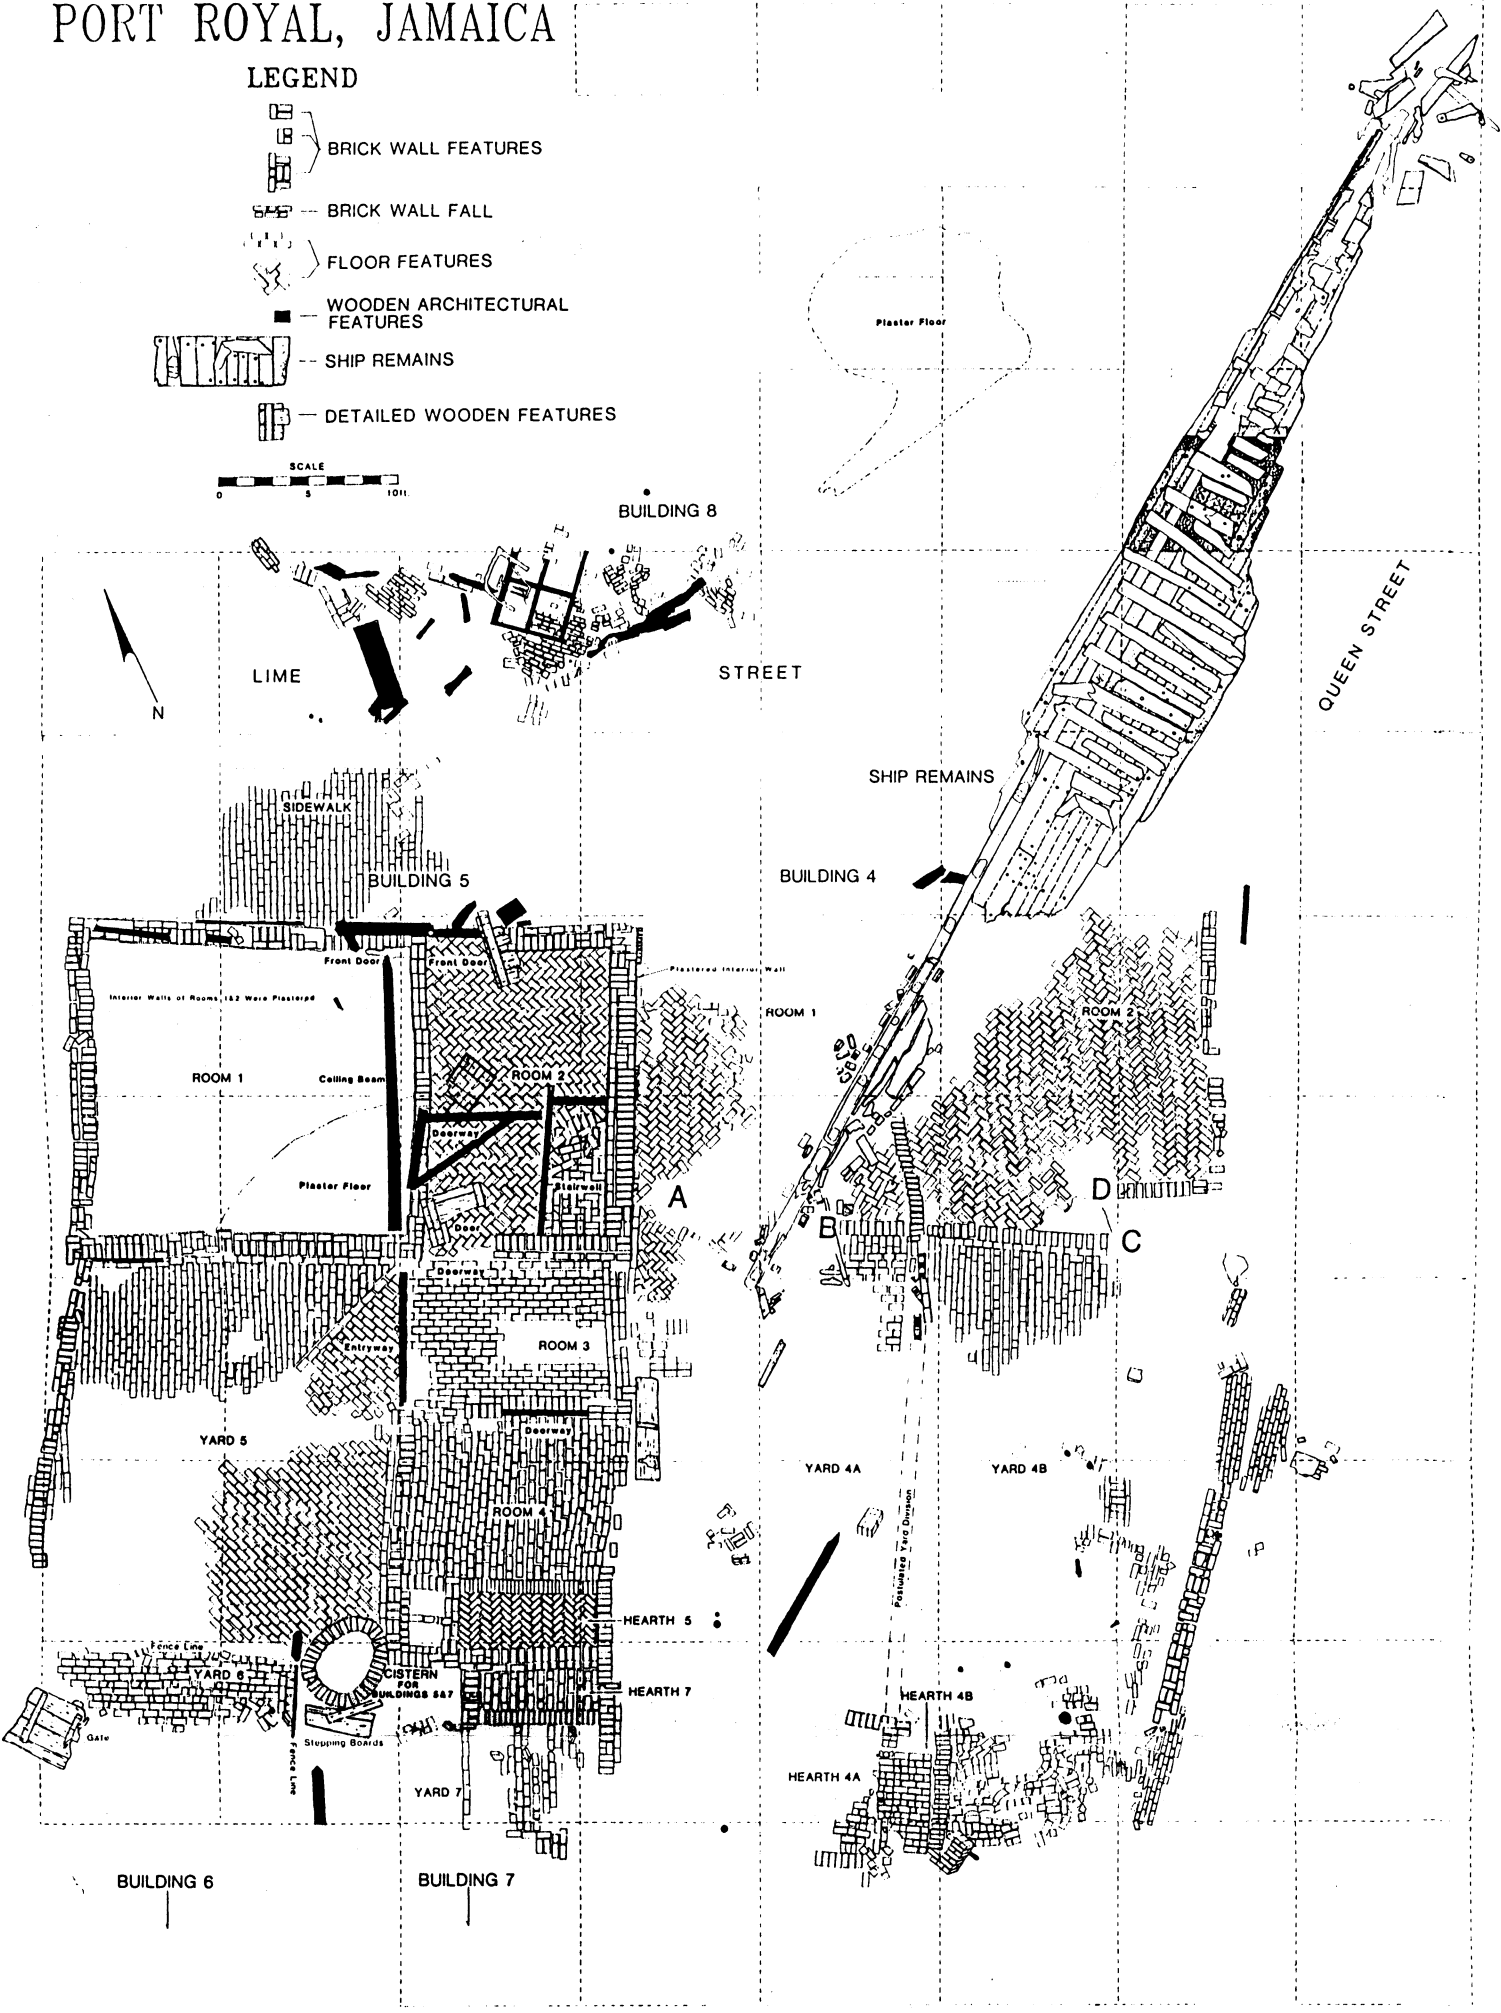 PORT ROYAL, JAMAICA
LEGEND
BRICK WALL FEATURES
BRICK WALL FALL
FLOOR FEATURES
WOODEN ARCHITECTURAL
FEATURES
SHIP REMAINS
DETAILED WOODEN FEATURES
SCALE
0 5 10ft.
Plaster Floor
BUILDING 8
LIME STREET
N
QUEEN STREET
SHIP REMAINS
SIDEWALK
BUILDING 5
BUILDING 4
Front Door
Front Door
Plastered Interior Wall
Interior Walls of Rooms 1&2 Were Plastered
ROOM 1
ROOM 2
ROOM 1
Ceiling Beam
ROOM 2
Doorway
Plaster Floor
Stairwell
A
D
Door
B
C
Doorway
Entryway
ROOM 3
Doorway
YARD 5
YARD 4A
YARD 4B
ROOM 4
Postulated Yard Division
HEARTH 5
Fence Line
YARD 6
CISTERN
FOR
BUILDINGS 5&7
HEARTH 7
HEARTH 4B
Gate
Stepping Boards
Fence Line
YARD 7
HEARTH 4A
BUILDING 6
BUILDING 7